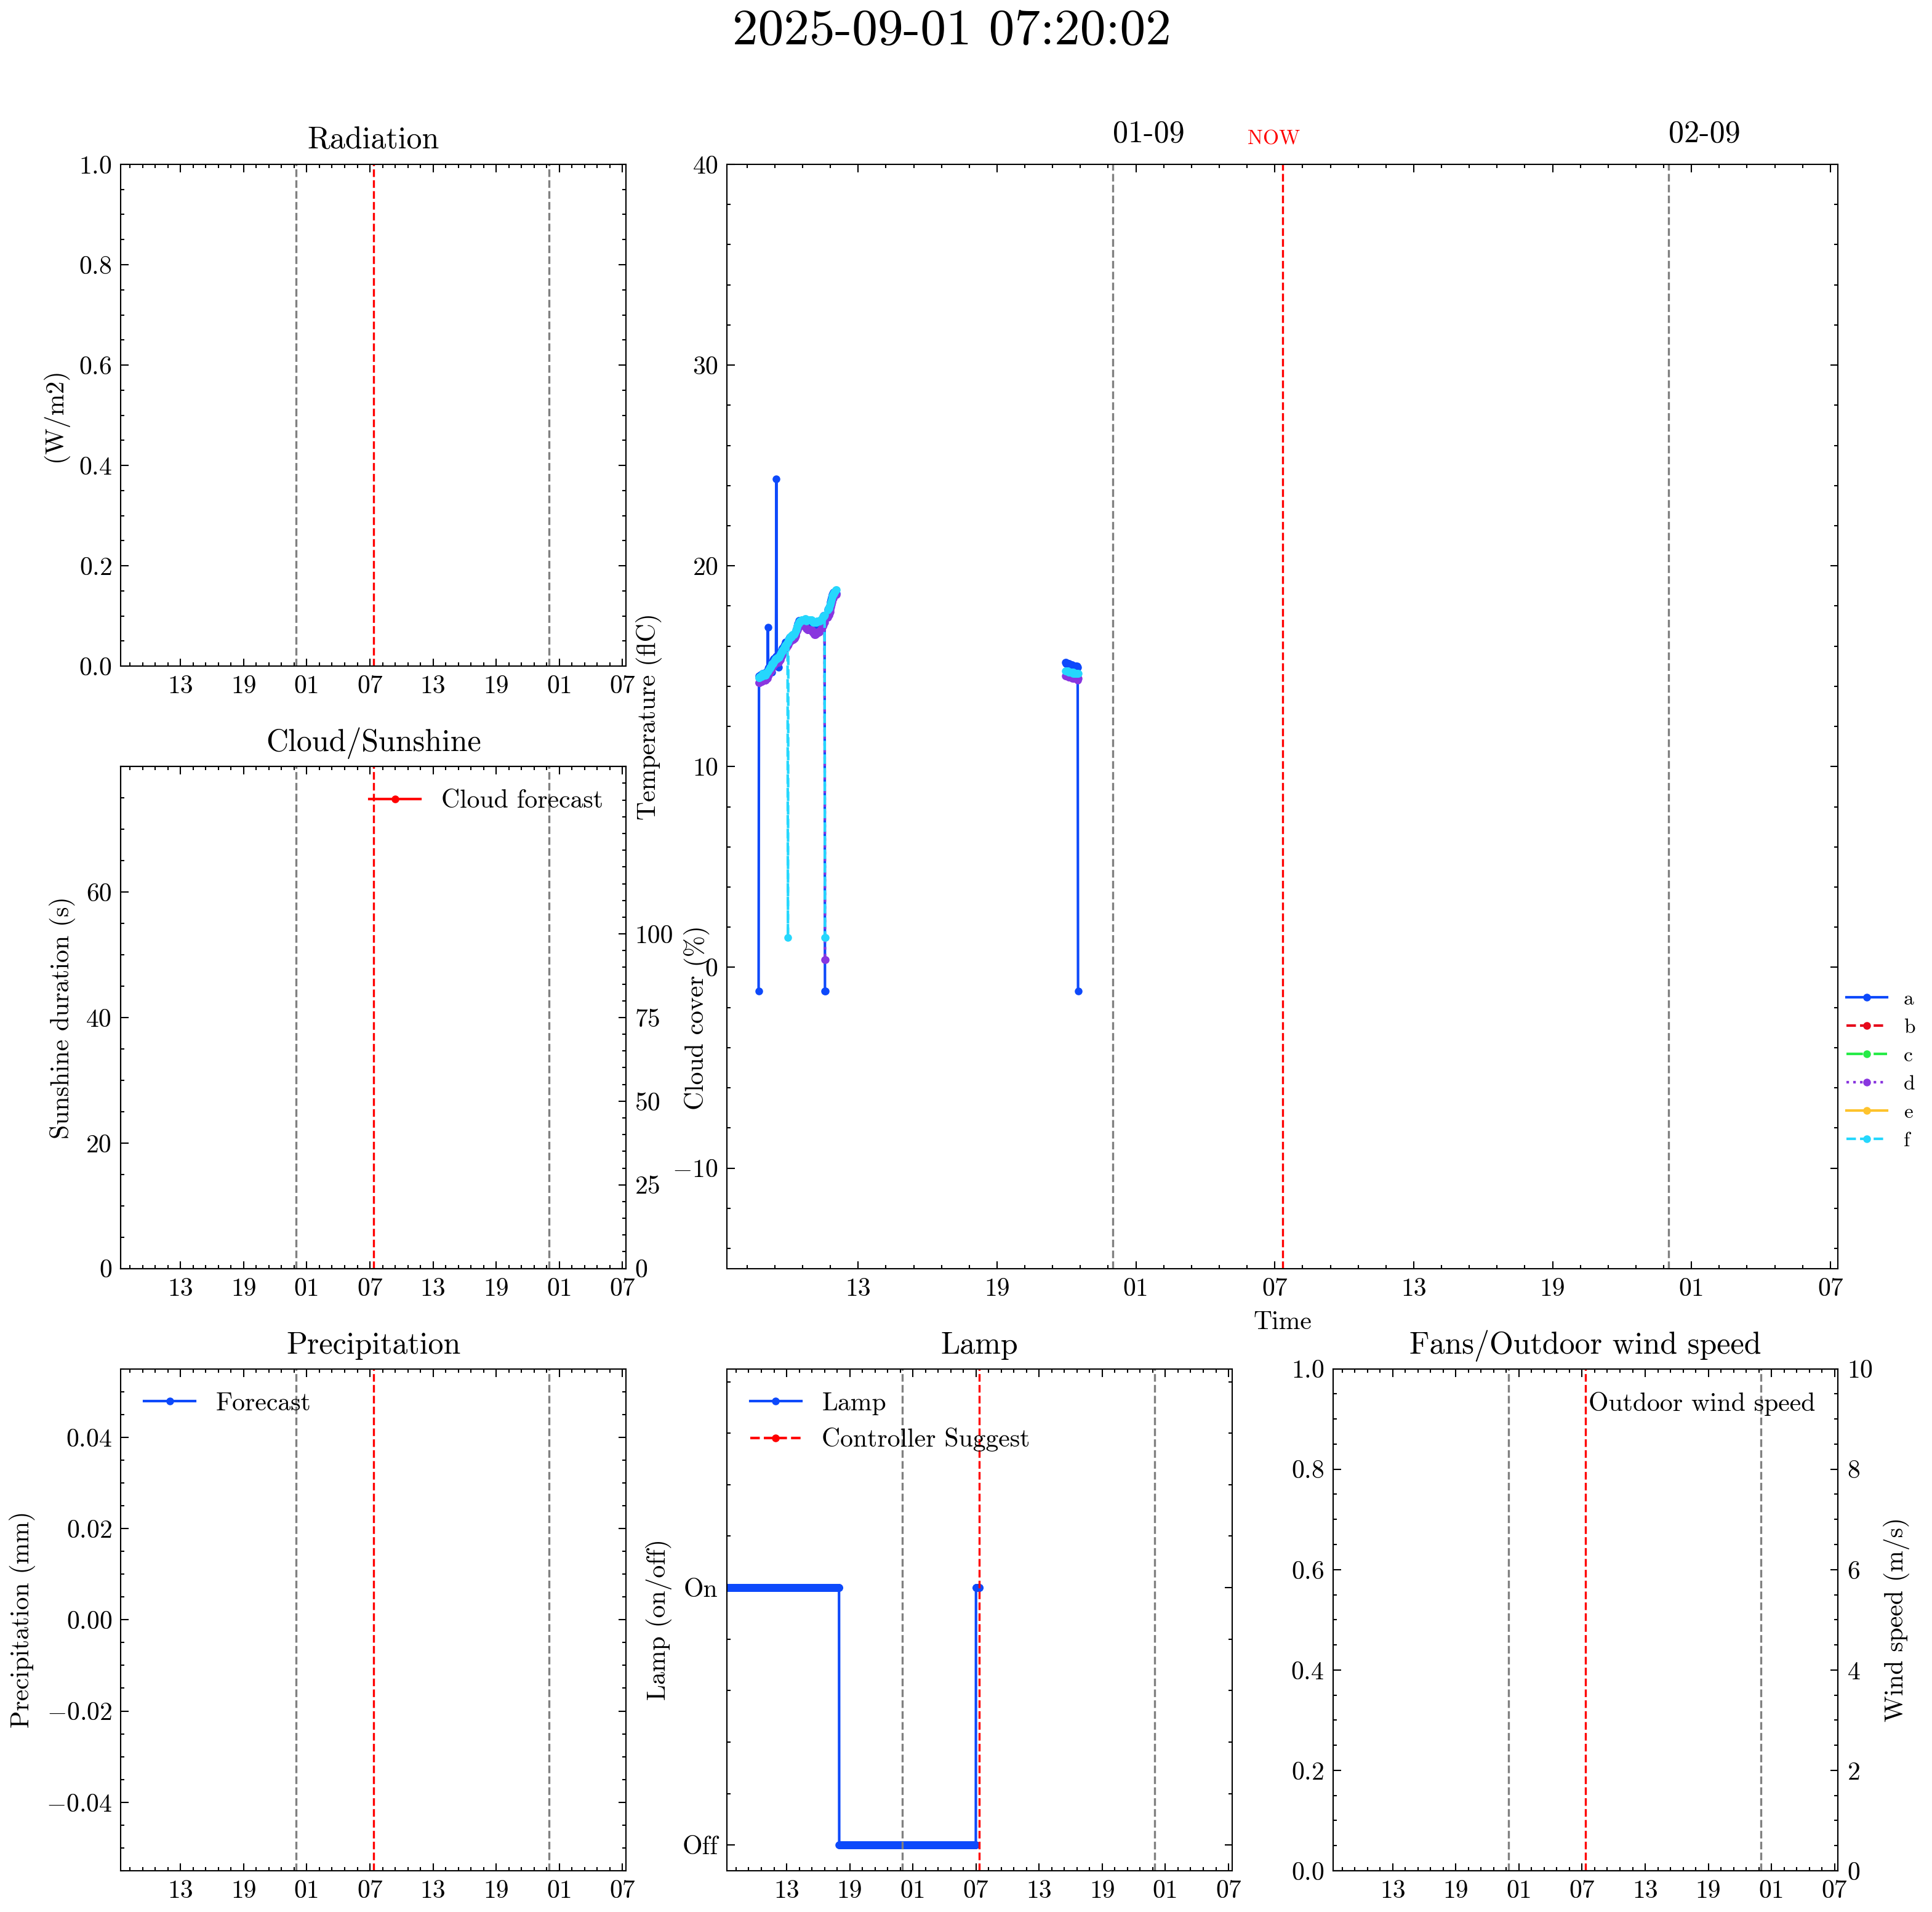 2025-09-01 07:20:02
Radiation
1.0
0.8
0.6
0.4
0.2
0.0
(W/m2)
13 19 01 07 13 19 01 07
01-09
NOW
02-09
40
30
20
10
0
−10
Temperature (flC)
13 19 01 07 13 19 01 07
Time
a
b
c
d
e
f
Cloud/Sunshine
Cloud forecast
60
40
20
0
Sunshine duration (s)
100
75
50
25
0
Cloud cover (%)
13 19 01 07 13 19 01 07
Precipitation
Forecast
0.04
0.02
0.00
−0.02
−0.04
Precipitation (mm)
13 19 01 07 13 19 01 07
Lamp
Lamp
Controller Suggest
On
Off
Lamp (on/off)
13 19 01 07 13 19 01 07
Fans/Outdoor wind speed
Outdoor wind speed
1.0
0.8
0.6
0.4
0.2
0.0
10
8
6
4
2
0
Wind speed (m/s)
13 19 01 07 13 19 01 07